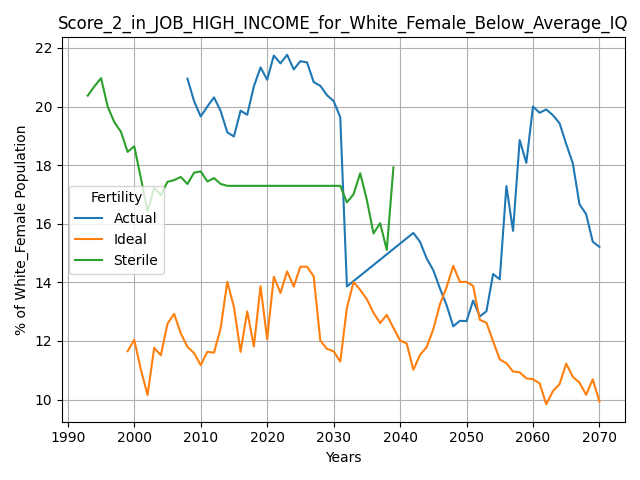 Score_2_in_JOB_HIGH_INCOME_for_White_Female_Below_Average_IQ
% of White_Female Population
22
20
18
16
14
12
10
Fertility
Actual
Ideal
Sterile
1990 2000 2010 2020 2030 2040 2050 2060 2070
Years